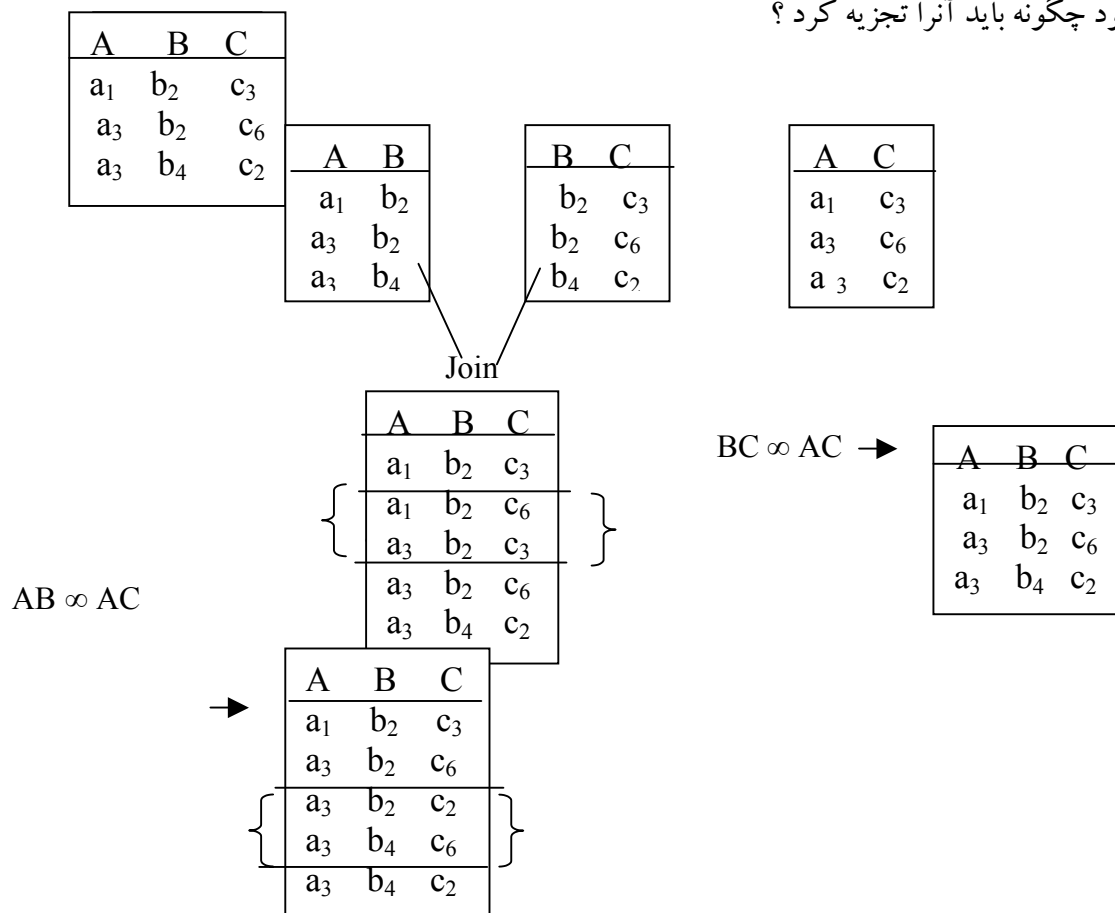 چگونه باید آنرا تجزیه کرد ؟
A B C
a₁ b₂ c₃
a₃ b₂ c₆
a₃ b₄ c₂
A B
a₁ b₂
a₃ b₂
a₃ b₄
B C
b₂ c₃
b₂ c₆
b₄ c₂
A C
a₁ c₃
a₃ c₆
a ₃ c₂
Join
A B C
a₁ b₂ c₃
a₁ b₂ c₆
a₃ b₂ c₃
a₃ b₂ c₆
a₃ b₄ c₂
BC ∞ AC →
A B C
a₁ b₂ c₃
a₃ b₂ c₆
a₃ b₄ c₂
AB ∞ AC
→
A B C
a₁ b₂ c₃
a₃ b₂ c₆
a₃ b₂ c₂
a₃ b₄ c₆
a₃ b₄ c₂